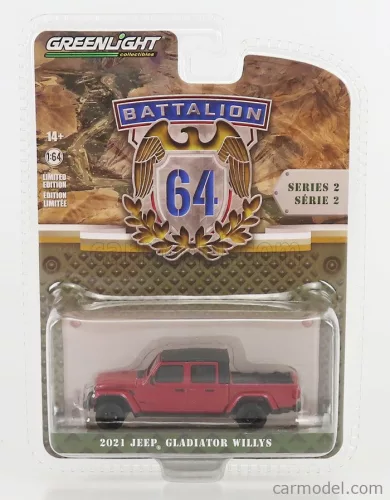 GREENLIGHT
collectibles
BATTALION
64
14+
1:64
LIMITED
EDITION
EDITION
LIMITÉE
SERIES 2
SÉRIE 2
2021 JEEP® GLADIATOR WILLYS
carmodel.com